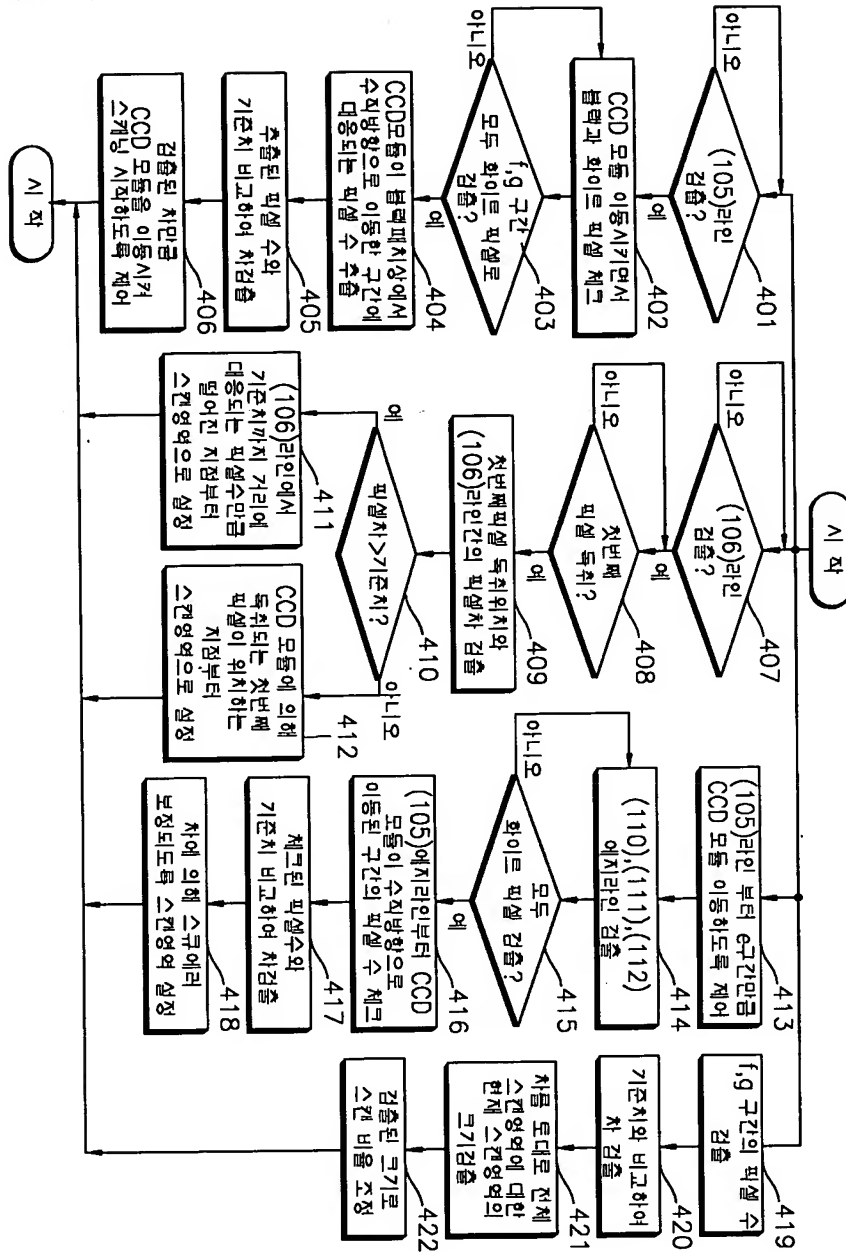 시 작
(105)라인
검출?
401
아니오
예
CCD 모듈 이동시키면서
블랙과 화이트 픽셀 체크
402
f,g 구간
모두 화이트 픽셀로
검출?
403
아니오
예
CCD모듈이 블랙패치상에서
수직방향으로 이동한 구간에
대응되는 픽셀 수 추출
404
추출된 픽셀 수와
기준치 비교하여 차검출
405
검출된 차만큼
CCD 모듈을 이동시켜
스캐닝 시작하도록 제어
406
(106)라인
검출?
407
아니오
예
첫번째
픽셀 독취?
408
아니오
예
첫번째픽셀 독취위치와
(106)라인간의 픽셀차 검출
409
픽셀차>기준치?
410
예
아니오
(106)라인에서
기준치까지 거리에
대응되는 픽셀수만큼
떨어진 지점부터
스캔영역으로 설정
411
CCD 모듈에 의해
독취되는 첫번째
픽셀이 위치하는
지점부터
스캔영역으로 설정
412
(105)라인 부터 e구간만큼
CCD 모듈 이동하도록 제어
413
(110),(111),(112)
에지라인 검출
414
모두
화이트 픽셀 검출?
415
아니오
예
(105)에지라인부터 CCD
모듈이 수직방향으로
이동된 구간의 픽셀 수 체크
416
체크된 픽셀수와
기준치 비교하여 차검출
417
차에 의해 스큐에러
보정되도록 스캔영역 설정
418
f,g 구간의 픽셀 수
검출
419
기준치와 비교하여
차 검출
420
차를 토대로 전체
스캔영역에 대한
현재 스캔영역의
크기검출
421
검출된 크기로
스캔 비율 조정
422
시 작